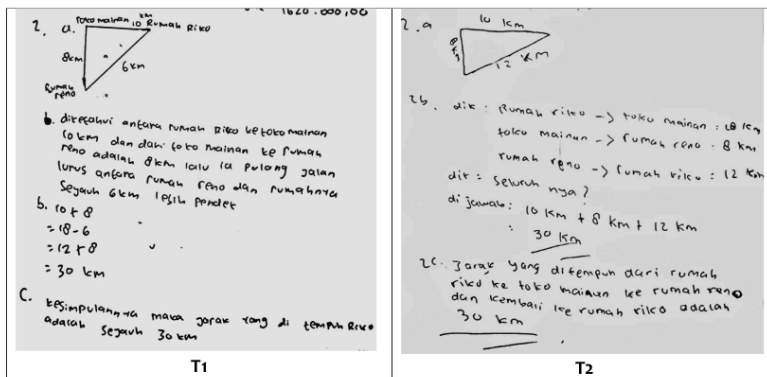 1620.000,00
2. a. Toko mainan 10 km Rumah Riko
8km
6km
Rumah
reno
b. diketahui antara rumah Riko ke toko mainan
10 km dan dari toko mainan ke rumah
reno adalah 8km lalu ia pulang jalan
lurus antara rumah reno dan rumahnya
sejauh 6km lebih pendek
b. 10 + 8
= 18 - 6
= 12 + 8
= 30 km
C. kesimpulannya maka jarak yang di tempuh Riko
adalah sejauh 30 km
T1
2. a
10 km
8 km
12 km
2b. dik : Rumah riko -> toko mainan : 10 km
toko mainan -> rumah reno : 8 km
rumah reno -> rumah riko : 12 km
dit = seluruh nya?
di jawab : 10 km + 8 km + 12 km
: 30 km
2c. Jarak yang ditempuh dari rumah
riko ke toko mainan ke rumah reno
dan kembali ke rumah riko adalah
30 km
T2